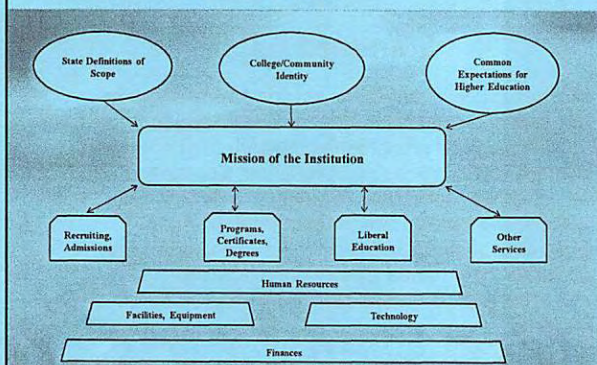 State Definitions of
Scope
College/Community
Identity
Common
Expectations for
Higher Education
Mission of the Institution
Recruiting,
Admissions
Programs,
Certificates,
Degrees
Liberal
Education
Other
Services
Human Resources
Facilities, Equipment
Technology
Finances